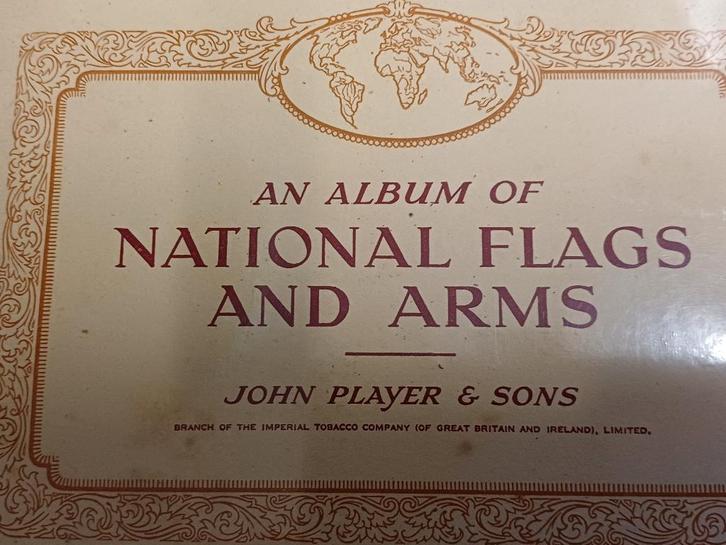 AN ALBUM OF
NATIONAL FLAGS
AND ARMS
JOHN PLAYER & SONS
BRANCH OF THE IMPERIAL TOBACCO COMPANY (OF GREAT BRITAIN AND IRELAND), LIMITED.